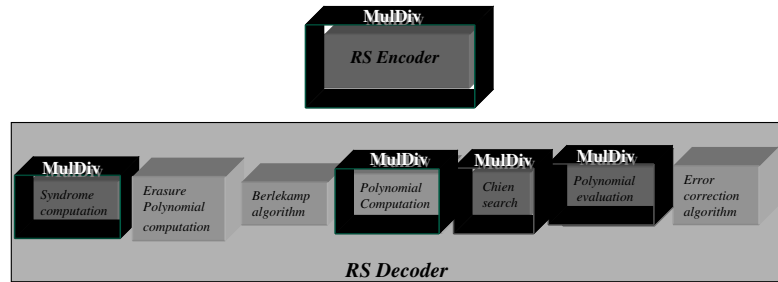 MulDiv
RS Encoder
MulDiv
Syndrome
computation
Erasure
Polynomial
computation
Berlekamp
algorithm
MulDiv
Polynomial
Computation
MulDiv
Chien
search
MulDiv
Polynomial
evaluation
Error
correction
algorithm
RS Decoder